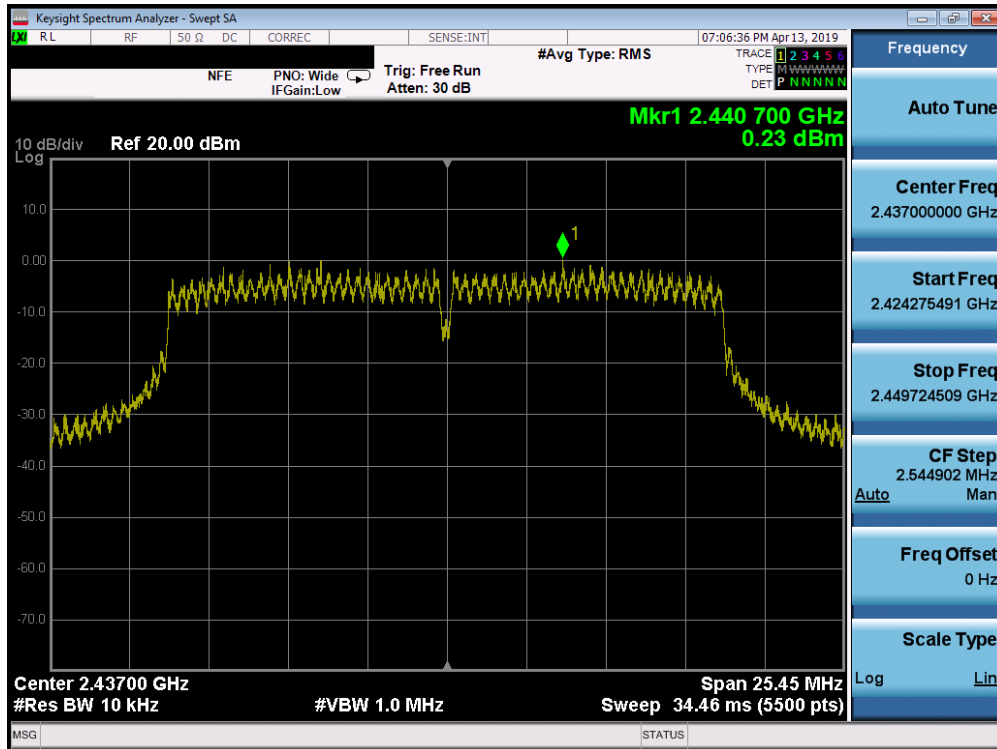 Keysight Spectrum Analyzer - Swept SA
LXI RL RF 50 Ω DC CORREC SENSE:INT 07:06:36 PM Apr 13, 2019
NFE PNO: Wide IFGain:Low
Trig: Free Run
Atten: 30 dB
#Avg Type: RMS
TRACE 1 2 3 4 5 6
TYPE M WWWWW
DET P N N N N N
Mkr1 2.440 700 GHz
0.23 dBm
10 dB/div Ref 20.00 dBm
Log
10.0
0.00
-10.0
-20.0
-30.0
-40.0
-50.0
-60.0
-70.0
1
Center 2.43700 GHz Span 25.45 MHz
#Res BW 10 kHz #VBW 1.0 MHz Sweep 34.46 ms (5500 pts)
MSG STATUS
Frequency
Auto Tune
Center Freq
2.437000000 GHz
Start Freq
2.424275491 GHz
Stop Freq
2.449724509 GHz
CF Step
2.544902 MHz
Auto Man
Freq Offset
0 Hz
Scale Type
Log Lin